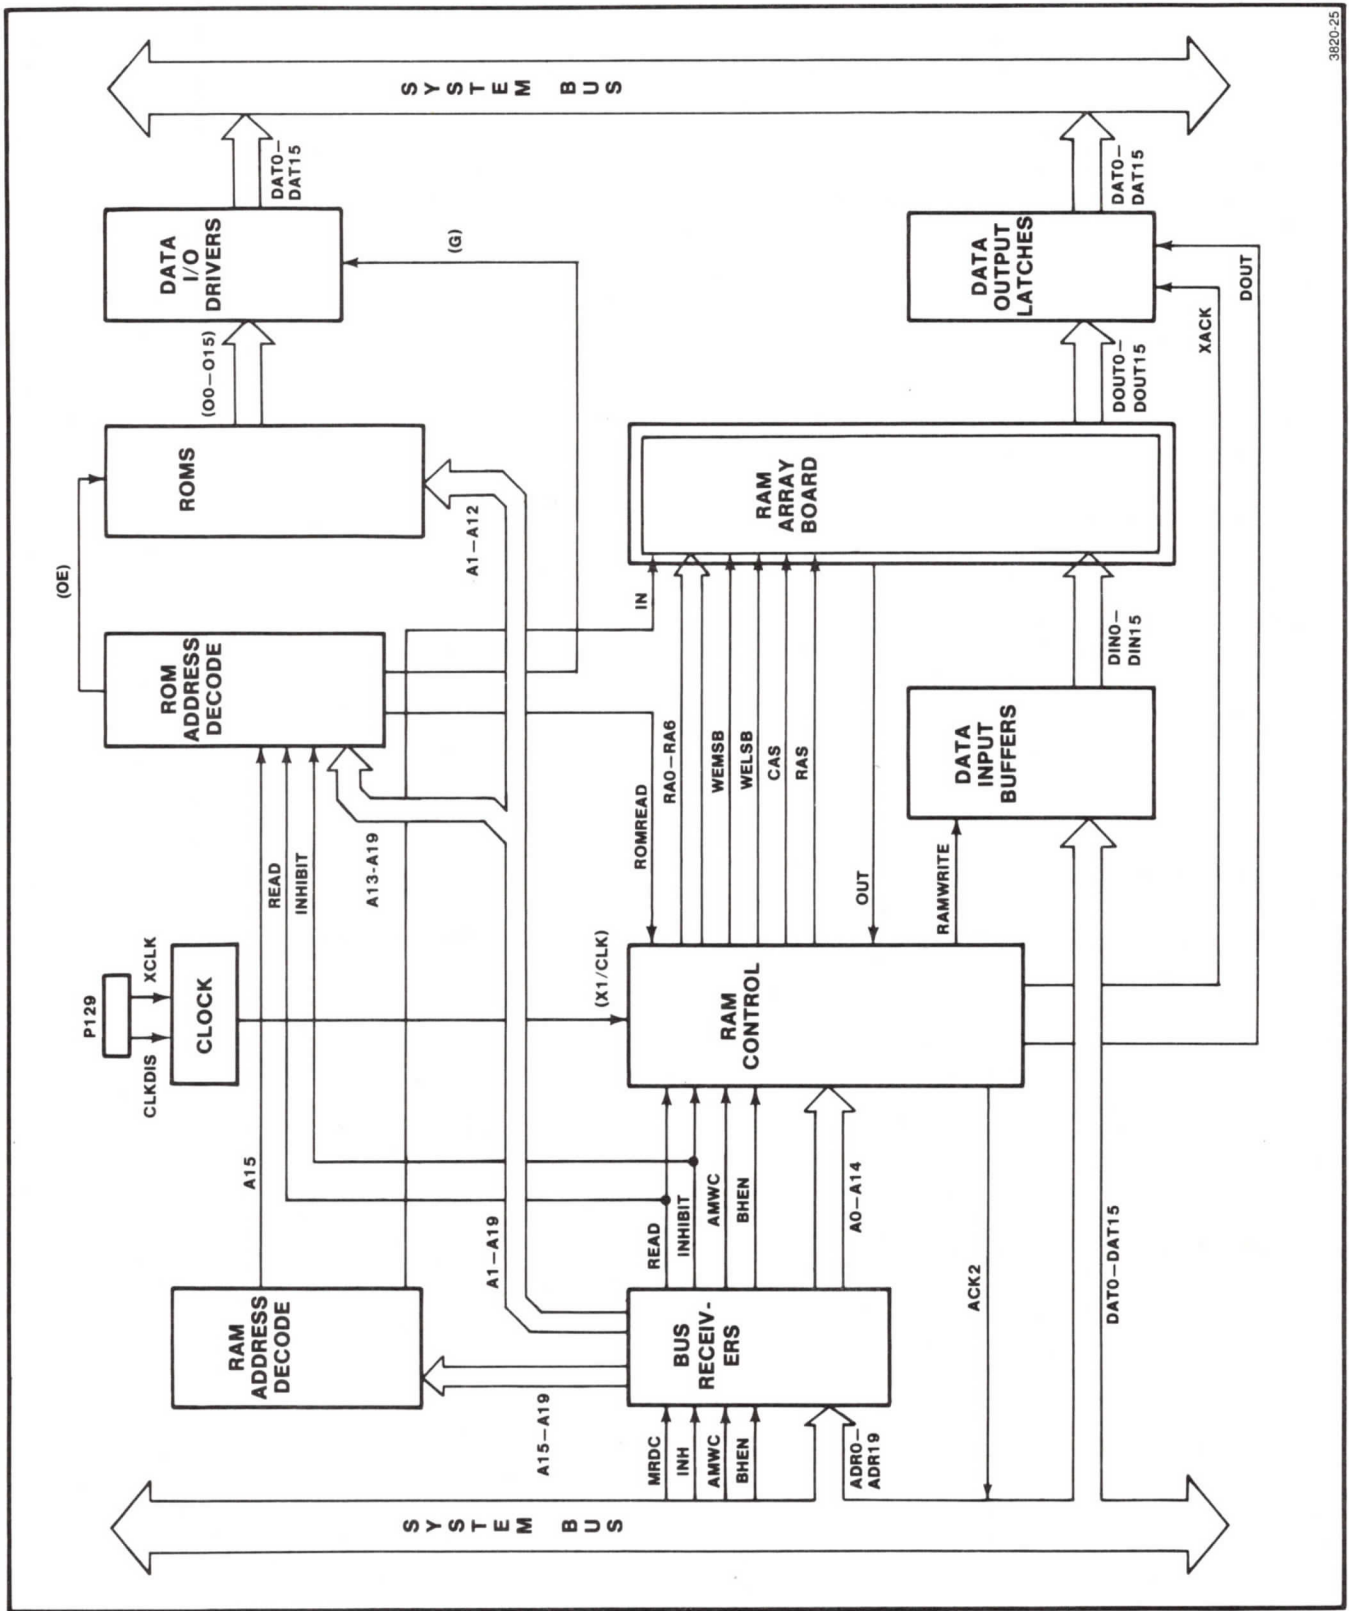 SYSTEM BUS
MRDC
INH
AMWC
BHEN
ADR0–
ADR19
RAM
ADDRESS
DECODE
A15–A19
BUS
RECEIV-
ERS
A15
A1–A19
READ
INHIBIT
AMWC
BHEN
A0–A14
ACK2
DAT0–DAT15
P129
CLKDIS
XCLK
CLOCK
(X1/CLK)
RAM
CONTROL
READ
INHIBIT
A13-A19
ROMREAD
RA0–RA6
WEMSB
WELSB
CAS
RAS
OUT
RAMWRITE
ROM
ADDRESS
DECODE
(OE)
IN
DATA
INPUT
BUFFERS
DIN0–
DIN15
A1–A12
ROMS
RAM
ARRAY
BOARD
(O0–O15)
DOUT0–
DOUT15
DATA
I/O
DRIVERS
(G)
DATA
OUTPUT
LATCHES
XACK
DOUT
DAT0–
DAT15
DAT0–
DAT15
SYSTEM BUS
3820-25